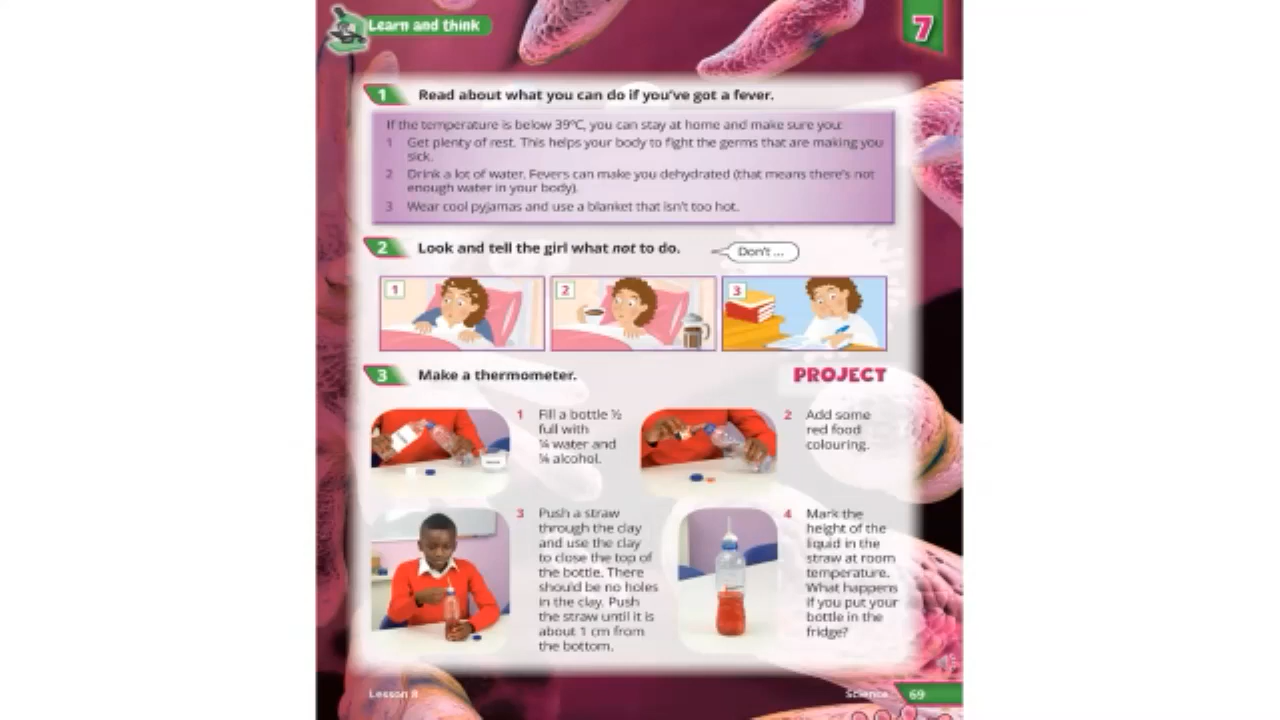 Learn and think
7
1 Read about what you can do if you've got a fever.
If the temperature is below 39°C, you can stay at home and make sure you:
1 Get plenty of rest. This helps your body to fight the germs that are making you
sick.
2 Drink a lot of water. Fevers can make you dehydrated (that means there's not
enough water in your body).
3 Wear cool pyjamas and use a blanket that isn't too hot.
2 Look and tell the girl what not to do.
Don't ...
1
2
3
3 Make a thermometer.
PROJECT
1 Fill a bottle ½
full with
¼ water and
¼ alcohol.
2 Add some
red food
colouring.
3 Push a straw
through the clay
and use the clay
to close the top of
the bottle. There
should be no holes
in the clay. Push
the straw until it is
about 1 cm from
the bottom.
4 Mark the
height of the
liquid in the
straw at room
temperature.
What happens
if you put your
bottle in the
fridge?
Lesson 8
Science
69